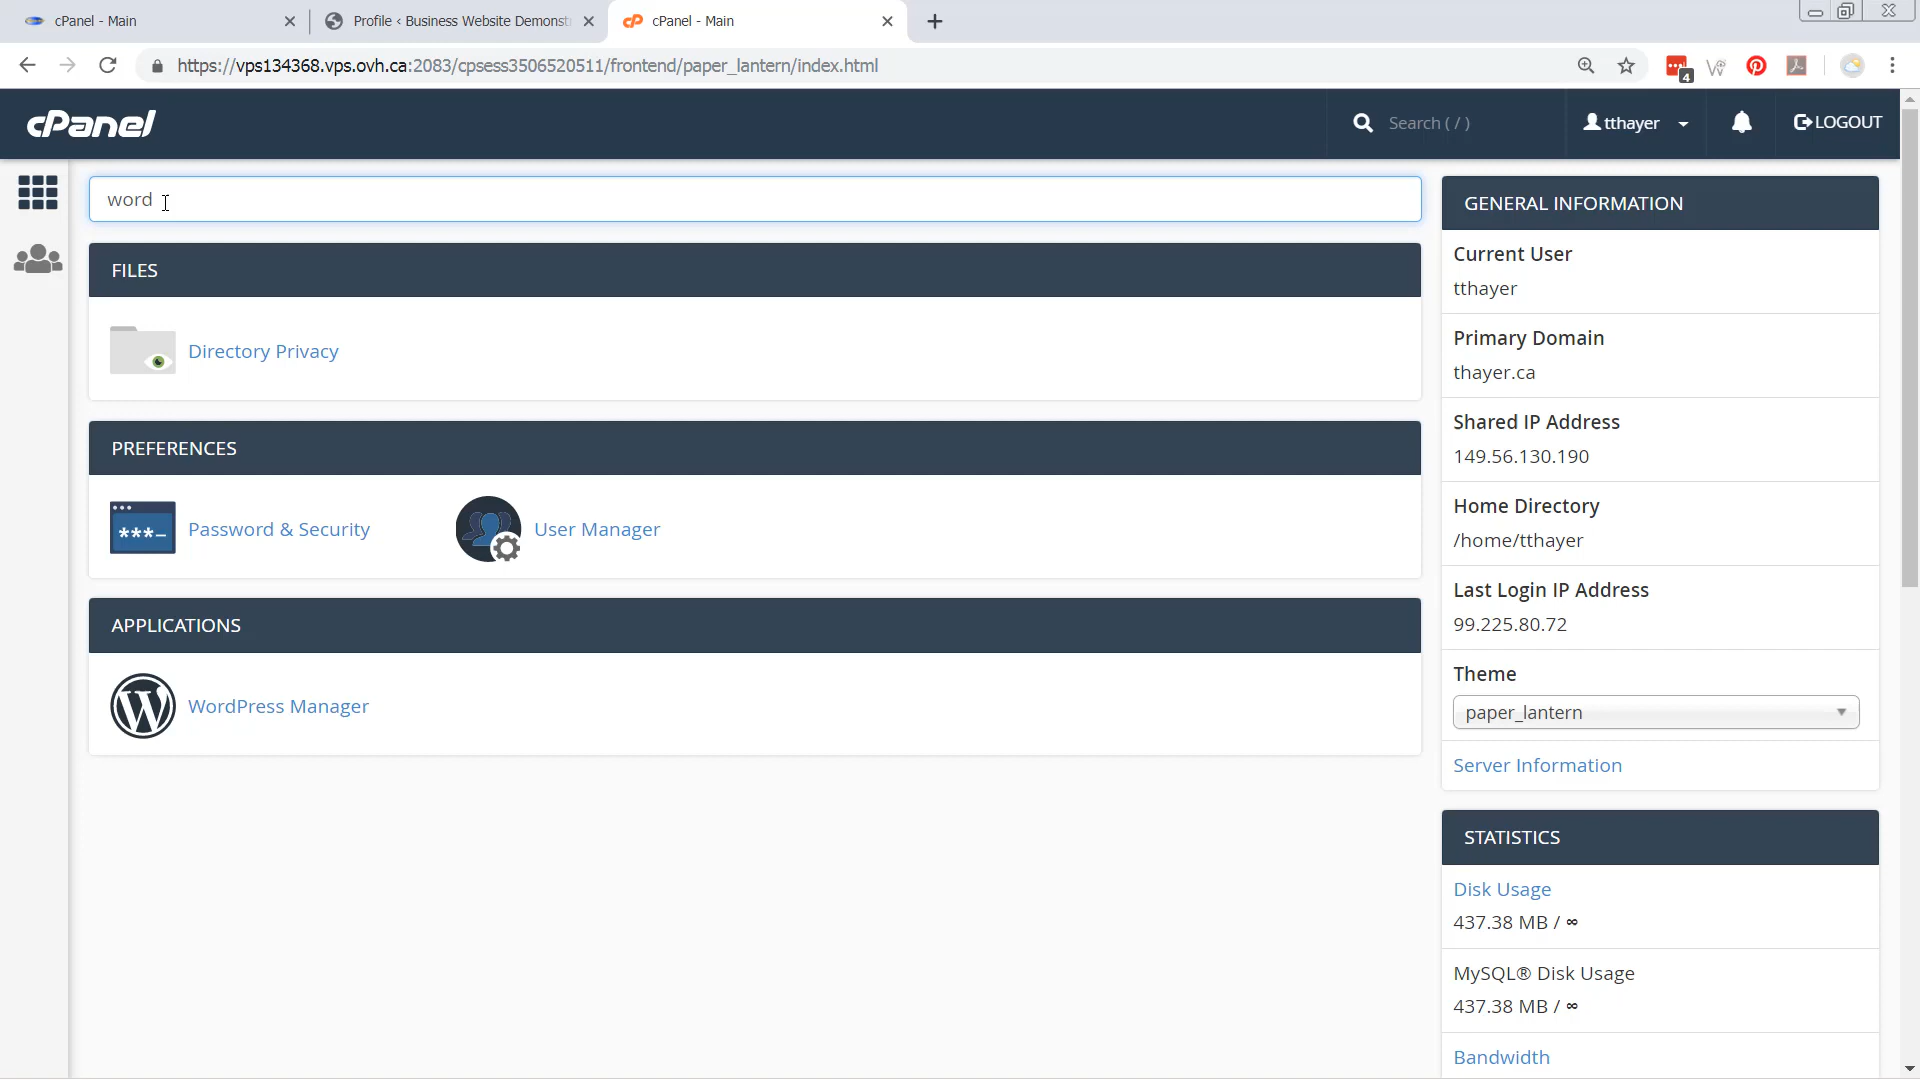 cPanel - Main
Profile ‹ Business Website Demonst
cPanel - Main
https://vps134368.vps.ovh.ca:2083/cpsess3506520511/frontend/paper_lantern/index.html
4
cPanel
Search ( / )
tthayer
LOGOUT
word
FILES
Directory Privacy
PREFERENCES
***_
Password & Security
User Manager
APPLICATIONS
WordPress Manager
GENERAL INFORMATION
Current User
tthayer
Primary Domain
thayer.ca
Shared IP Address
149.56.130.190
Home Directory
/home/tthayer
Last Login IP Address
99.225.80.72
Theme
paper_lantern
Server Information
STATISTICS
Disk Usage
437.38 MB / ∞
MySQL® Disk Usage
437.38 MB / ∞
Bandwidth